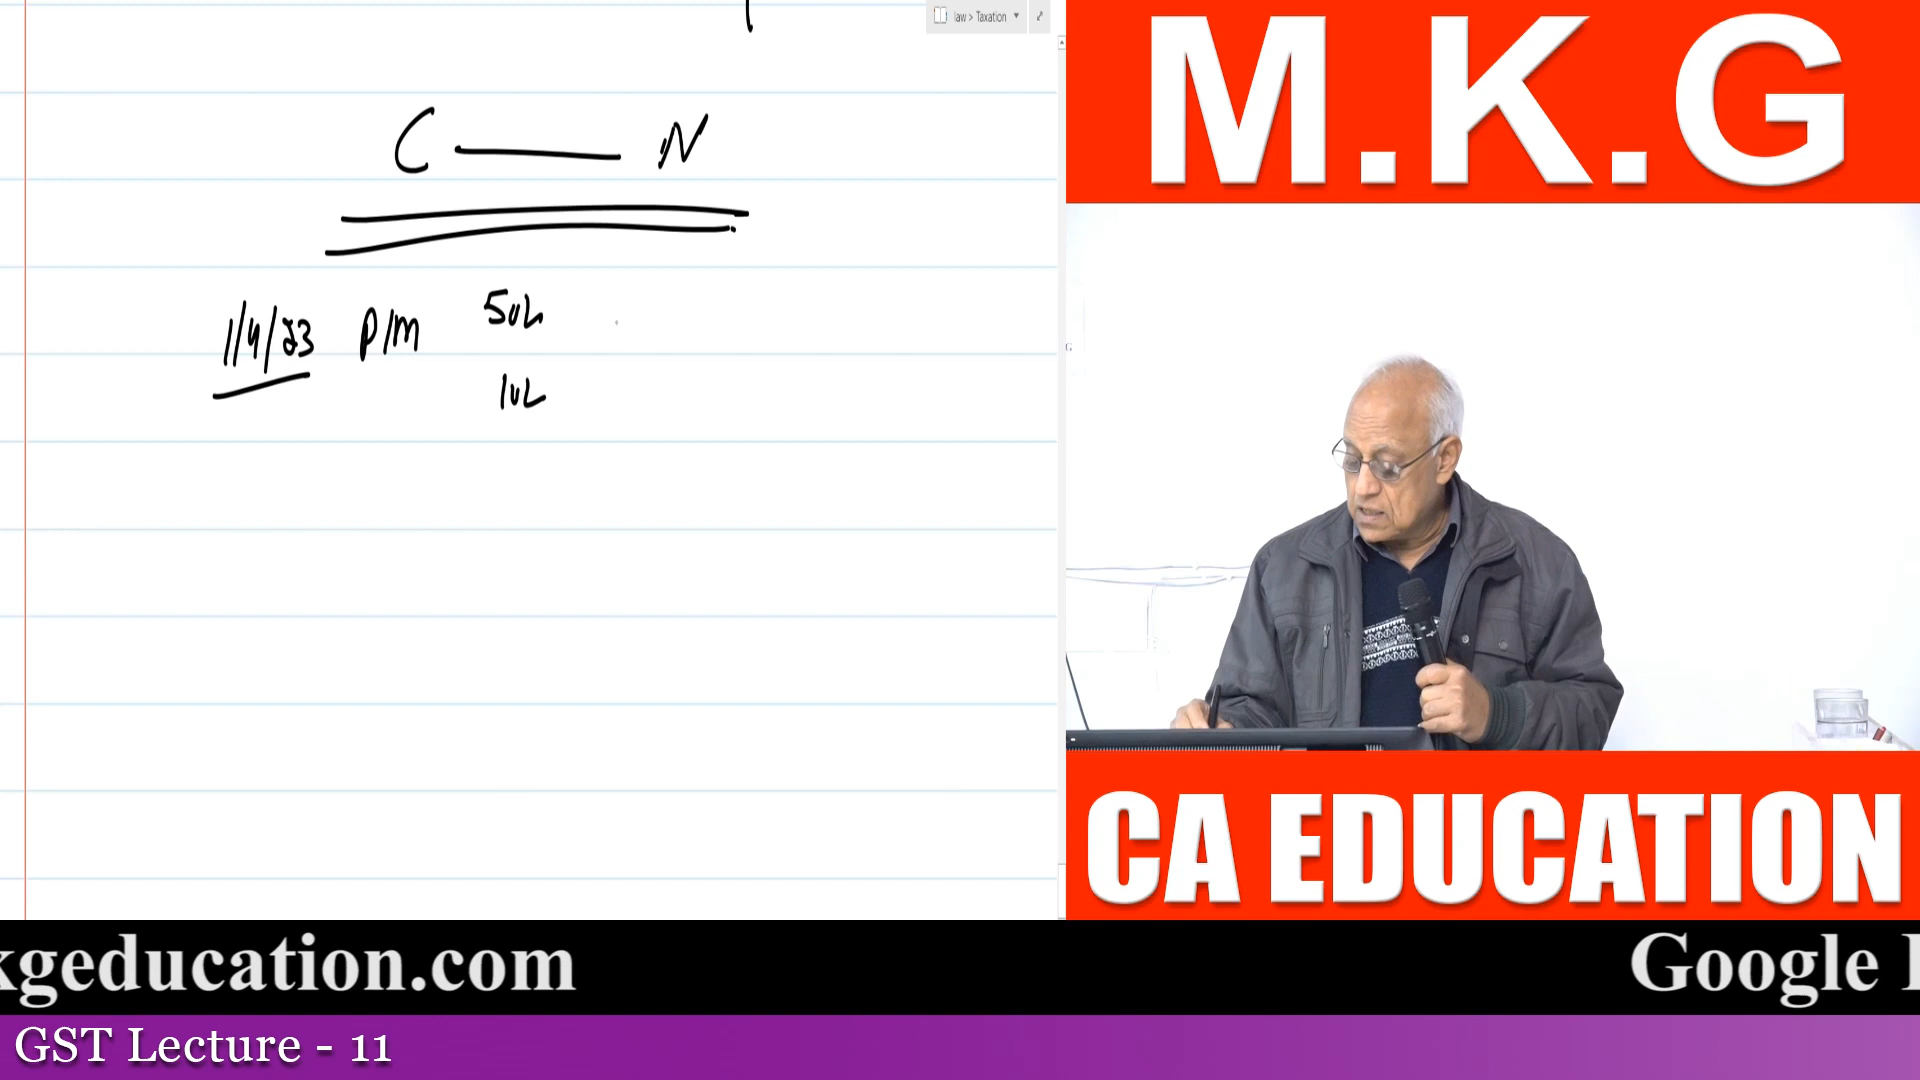 law > Taxation
C — N
1/4/23 P/M 50L
10L
M.K.G
CA EDUCATION
kgeducation.com
Google
GST Lecture - 11